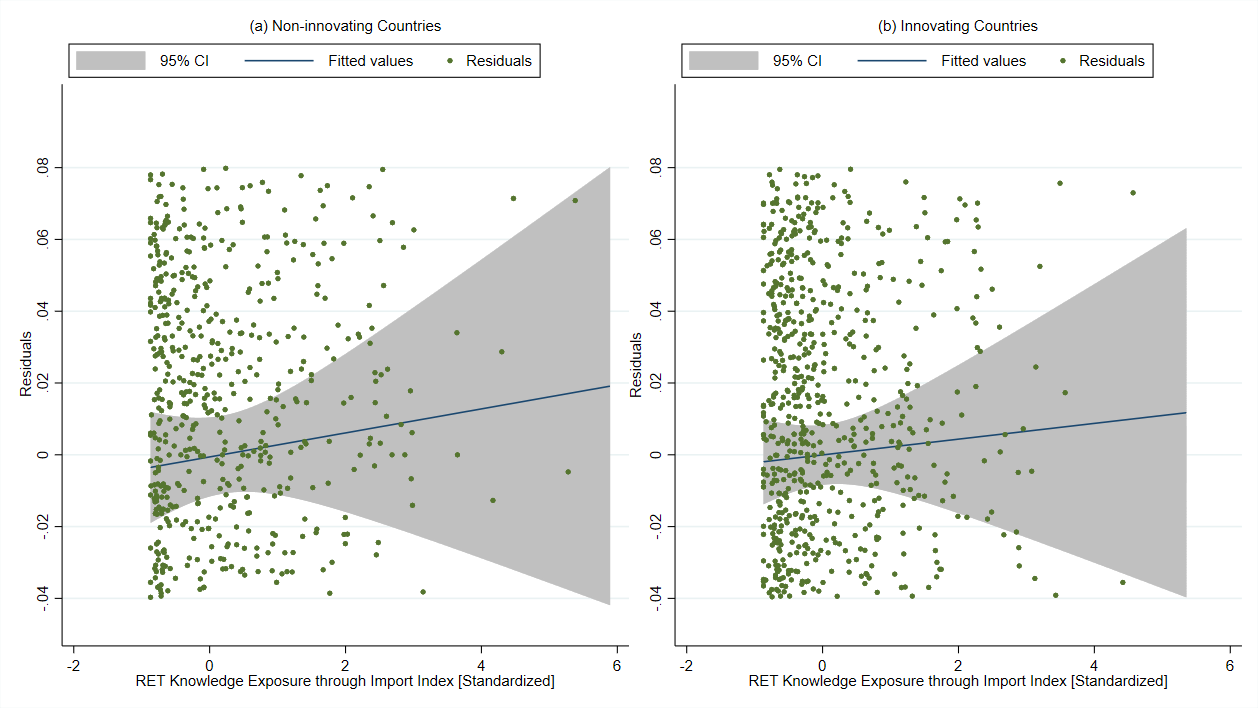 (a) Non-innovating Countries
95% CI Fitted values Residuals
.08
.06
.04
.02
0
-.02
-.04
Residuals
-2 0 2 4 6
RET Knowledge Exposure through Import Index [Standardized]
(b) Innovating Countries
95% CI Fitted values Residuals
.08
.06
.04
.02
0
-.02
-.04
Residuals
-2 0 2 4 6
RET Knowledge Exposure through Import Index [Standardized]